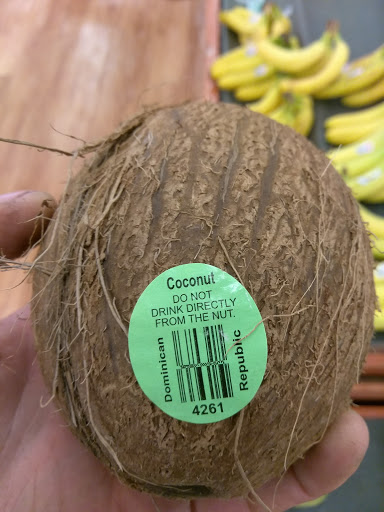 Coconut
DO NOT
DRINK DIRECTLY
FROM THE NUT.
Dominican
Republic
4261